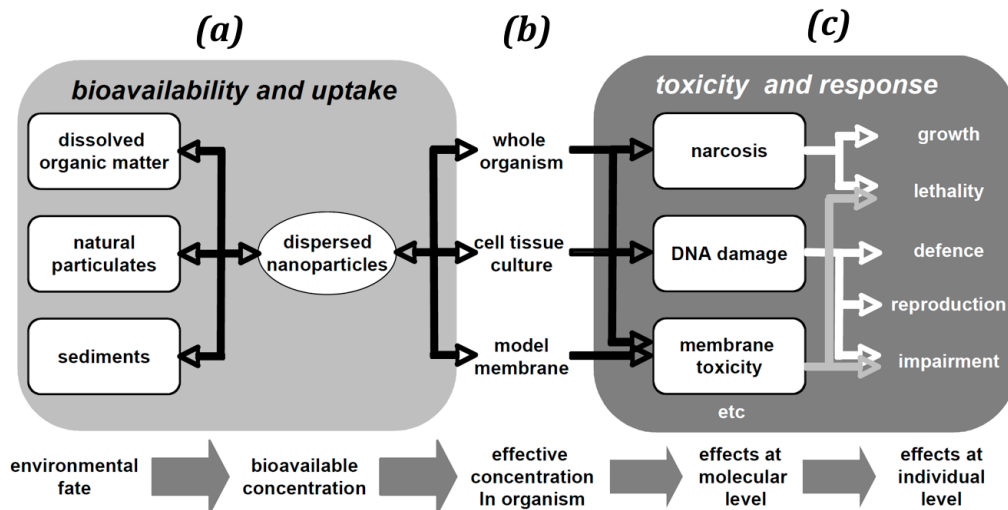 (a)
(b)
(c)
bioavailability and uptake
dissolved
organic matter
natural
particulates
sediments
dispersed
nanoparticles
whole
organism
cell tissue
culture
model
membrane
toxicity and response
narcosis
DNA damage
membrane
toxicity
etc
growth
lethality
defence
reproduction
impairment
environmental
fate
bioavailable
concentration
effective
concentration
In organism
effects at
molecular
level
effects at
individual
level